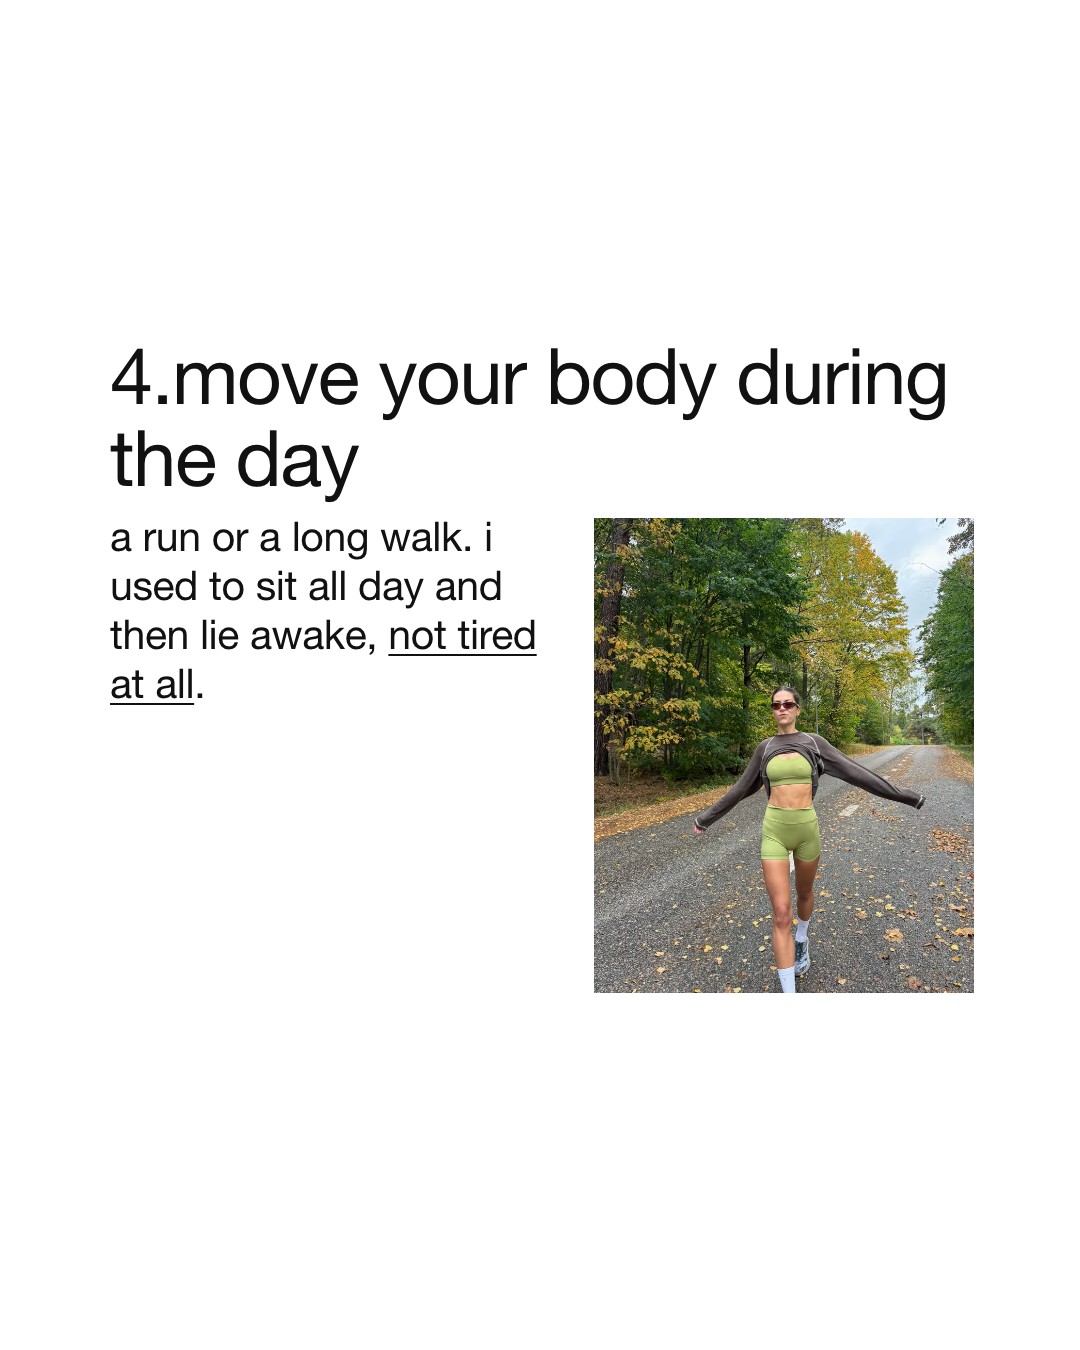 4.move your body during
the day
a run or a long walk. i
used to sit all day and
then lie awake, not tired
at all.